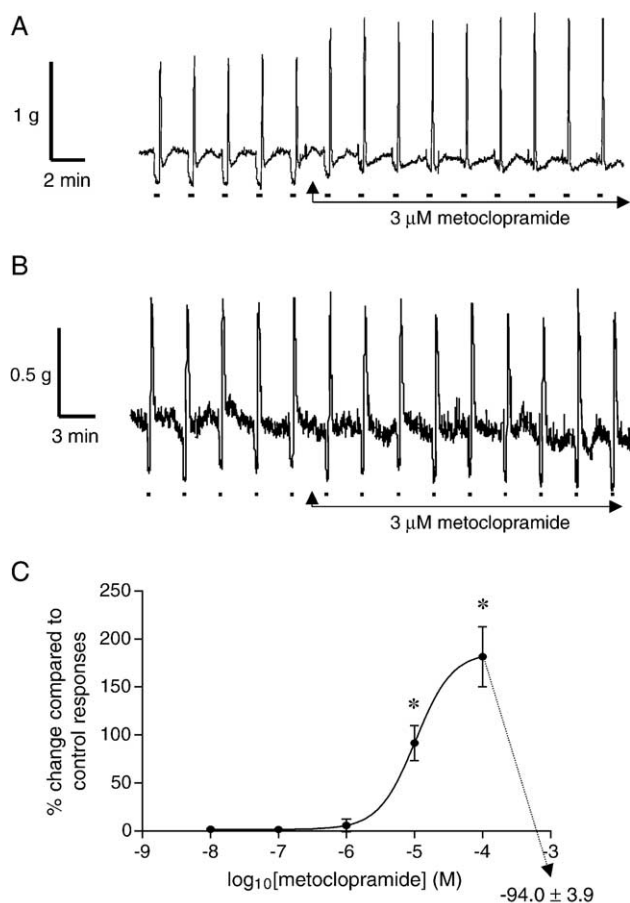 A
1 g
2 min
3 µM metoclopramide
B
0.5 g
3 min
3 µM metoclopramide
C
% change compared to
control responses
250
200
150
100
50
0
*
*
-9
-8
-7
-6
-5
-4
-3
log10[metoclopramide] (M)
-94.0 ± 3.9